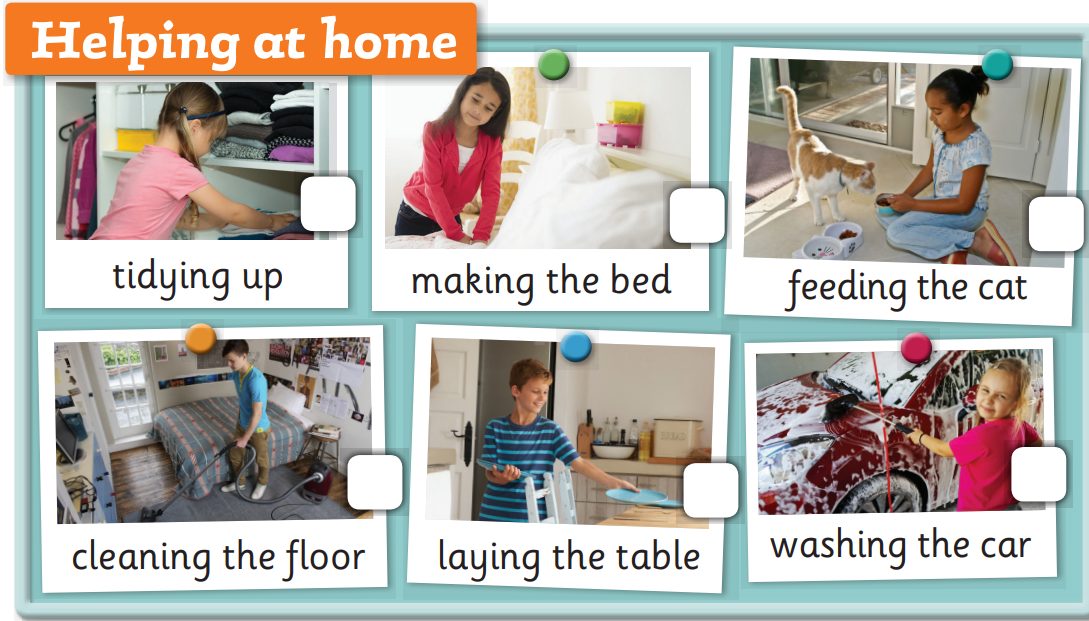 Helping at home
tidying up
making the bed
feeding the cat
cleaning the floor
laying the table
washing the car